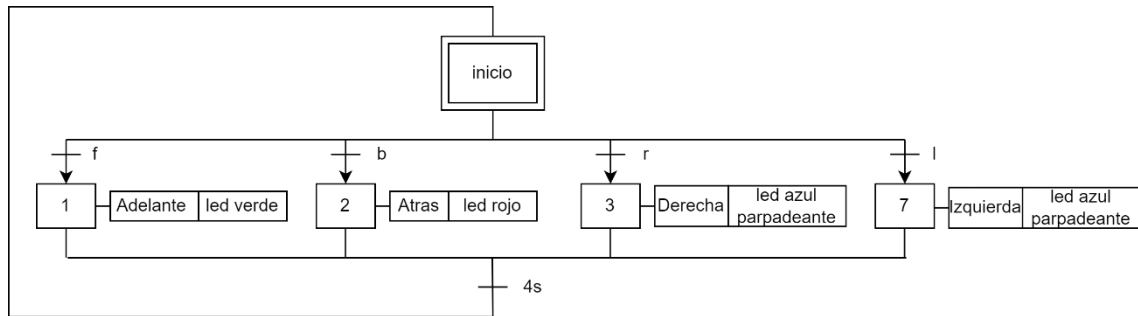 inicio
f
b
r
l
1
Adelante
led verde
2
Atras
led rojo
3
Derecha
led azul
parpadeante
7
Izquierda
led azul
parpadeante
4s